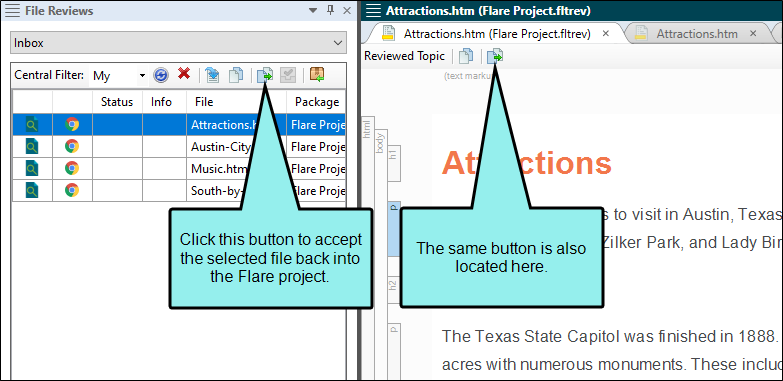 File Reviews
Inbox
Central Filter: My
Status Info File Package
Attractions.h Flare Proje
Austin-City Flare Proje
Music.htm Flare Proje
South-by- Flare Proje
Click this button to accept
the selected file back into
the Flare project.
Attractions.htm (Flare Project.fltrev)
Attractions.htm (Flare Project.fltrev) Attractions.htm
Reviewed Topic
(text marku
html
body
h1
Attractions
p
s to visit in Austin, Texas
Zilker Park, and Lady Bir
The same button is also
located here.
h2
p
The Texas State Capitol was finished in 1888.
acres with numerous monuments. These includ